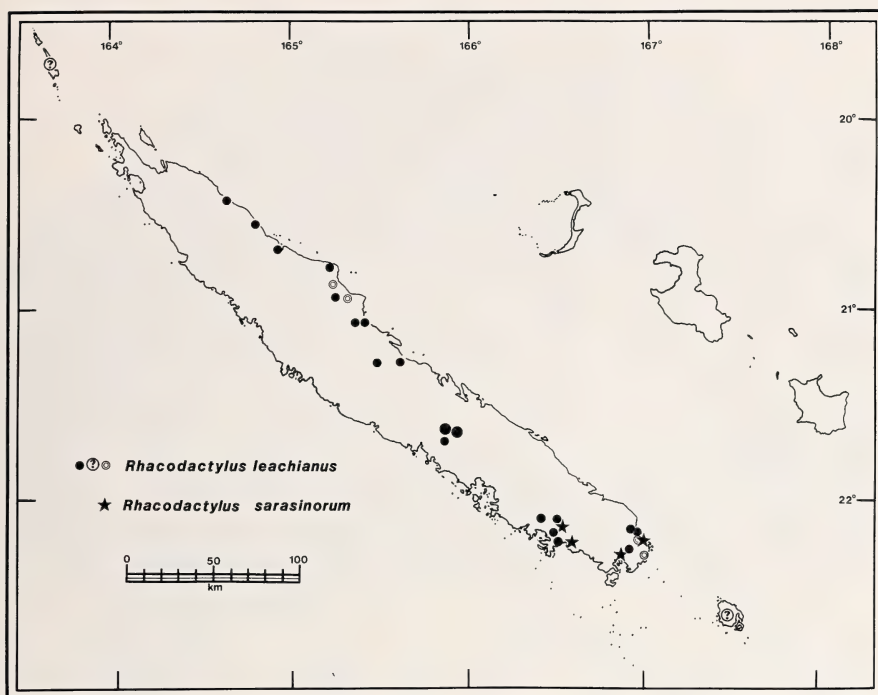 164° 165° 166° 167° 168°
?
20°
21°
? Rhacodactylus leachianus
22°
Rhacodactylus sarasinorum
0 50 100
km
?